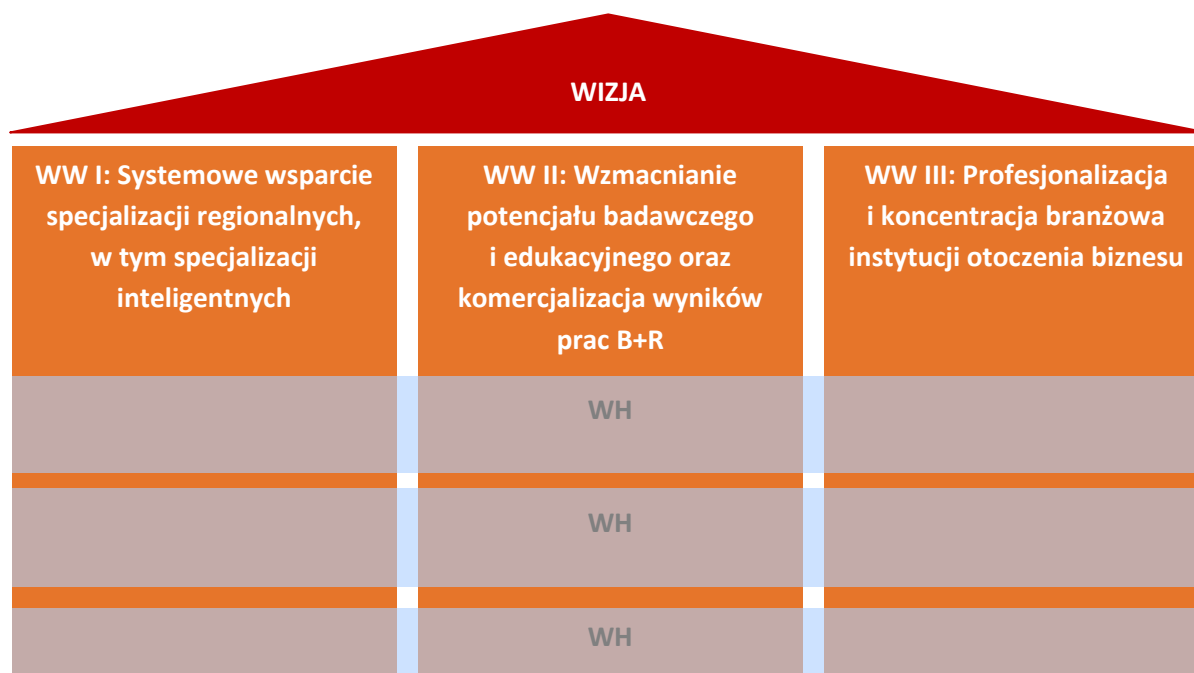 WIZJA
WW I: Systemowe wsparcie
specjalizacji regionalnych,
w tym specjalizacji
inteligentnych
WW II: Wzmacnianie
potencjału badawczego
i edukacyjnego oraz
komercjalizacja wyników
prac B+R
WW III: Profesjonalizacja
i koncentracja branżowa
instytucji otoczenia biznesu
WH
WH
WH